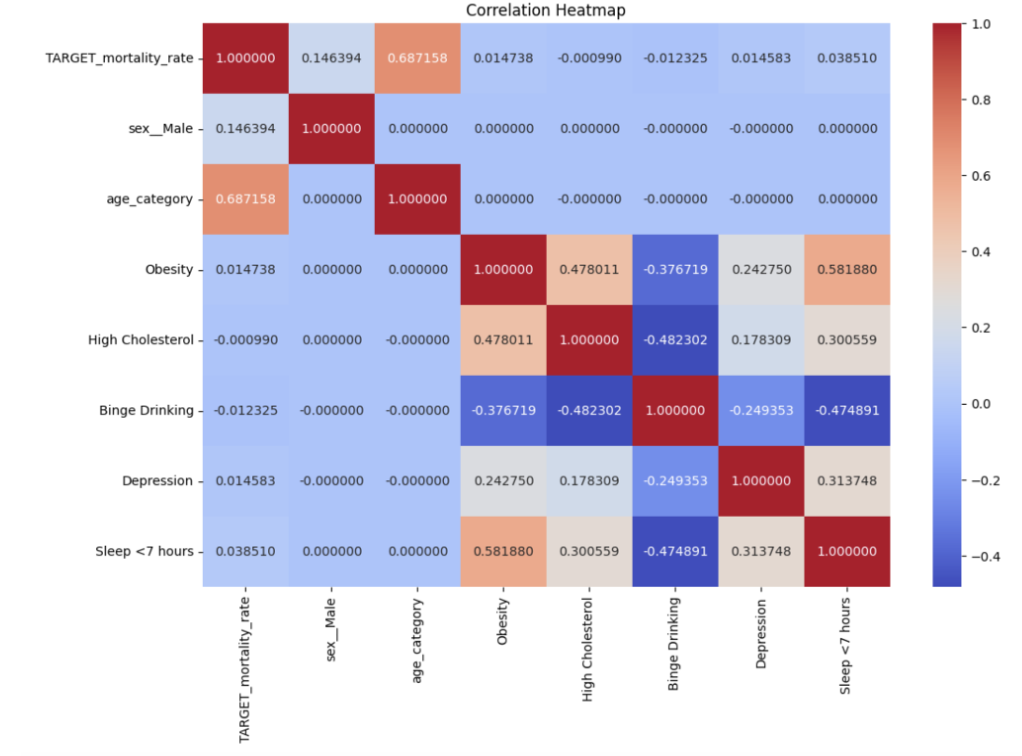 Correlation Heatmap
TARGET_mortality_rate 1.000000 0.146394 0.687158 0.014738 -0.000990 -0.012325 0.014583 0.038510
sex__Male 0.146394 1.000000 0.000000 0.000000 0.000000 -0.000000 -0.000000 0.000000
age_category 0.687158 0.000000 1.000000 0.000000 -0.000000 -0.000000 -0.000000 0.000000
Obesity 0.014738 0.000000 0.000000 1.000000 0.478011 -0.376719 0.242750 0.581880
High Cholesterol -0.000990 0.000000 -0.000000 0.478011 1.000000 -0.482302 0.178309 0.300559
Binge Drinking -0.012325 -0.000000 -0.000000 -0.376719 -0.482302 1.000000 -0.249353 -0.474891
Depression 0.014583 -0.000000 -0.000000 0.242750 0.178309 -0.249353 1.000000 0.313748
Sleep <7 hours 0.038510 0.000000 0.000000 0.581880 0.300559 -0.474891 0.313748 1.000000
TARGET_mortality_rate
sex__Male
age_category
Obesity
High Cholesterol
Binge Drinking
Depression
Sleep <7 hours
1.0
0.8
0.6
0.4
0.2
0.0
−0.2
−0.4